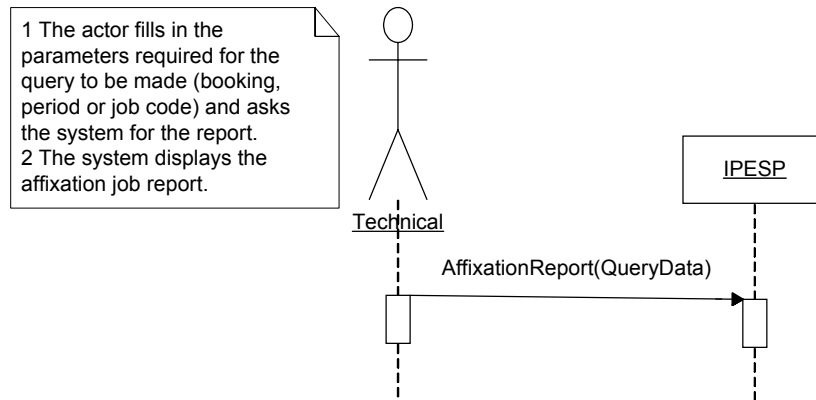 1 The actor fills in the
parameters required for the
query to be made (booking,
period or job code) and asks
the system for the report.
2 The system displays the
affixation job report.
Technical
IPESP
AffixationReport(QueryData)